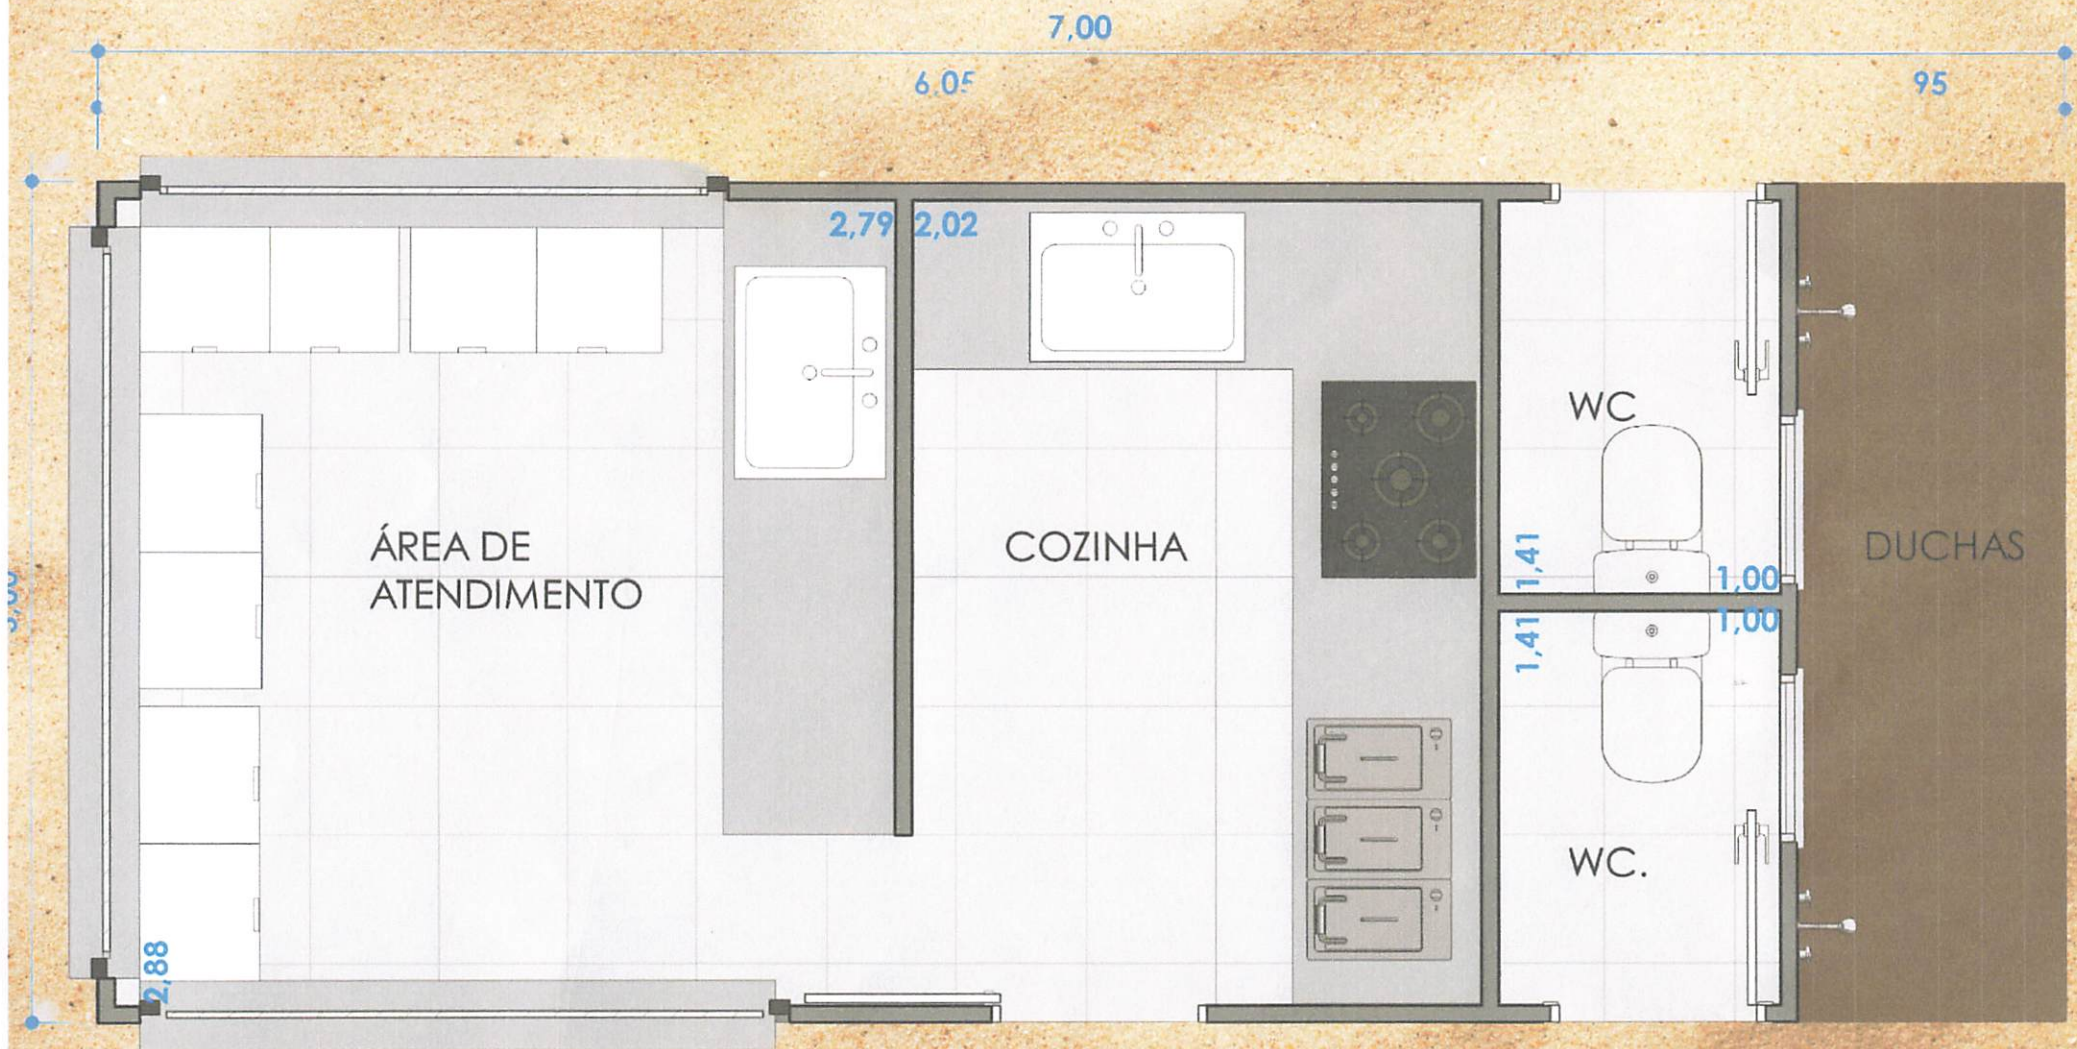 7,00
6,05
95
2,79
2,02
WC
ÁREA DE
ATENDIMENTO
COZINHA
DUCHAS
1,41
1,00
1,41
1,00
WC.
2,88